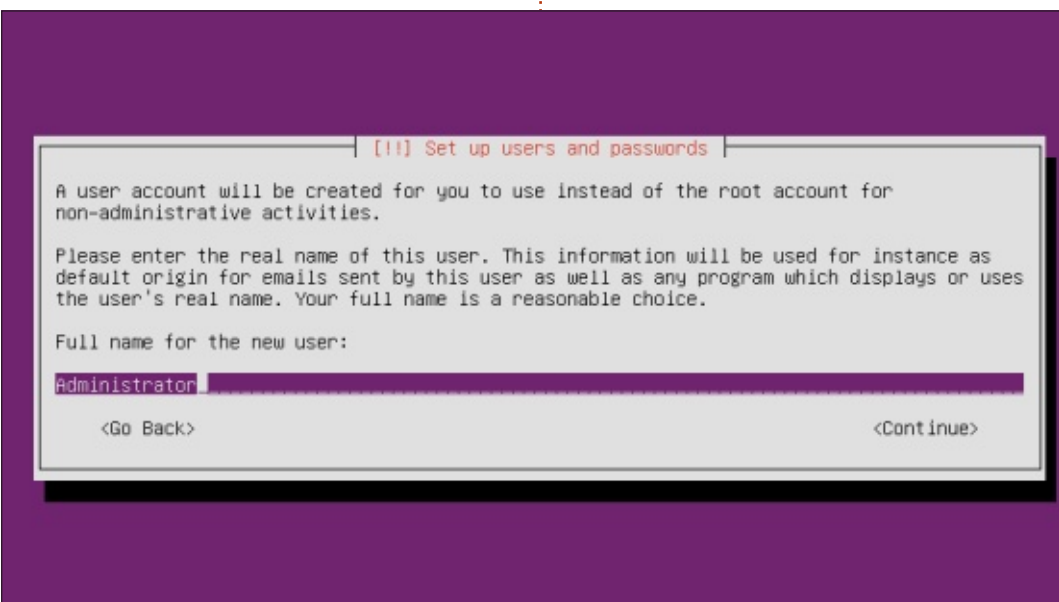 [!!] Set up users and passwords
A user account will be created for you to use instead of the root account for
non-administrative activities.
Please enter the real name of this user. This information will be used for instance as
default origin for emails sent by this user as well as any program which displays or uses
the user's real name. Your full name is a reasonable choice.
Full name for the new user:
Administrator
<Go Back> <Continue>